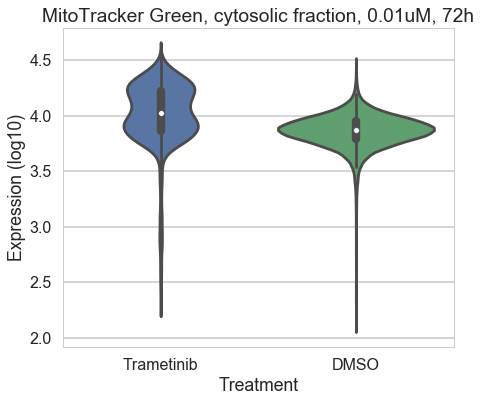 MitoTracker Green, cytosolic fraction, 0.01uM, 72h
4.5
4.0
3.5
3.0
2.5
2.0
Expression (log10)
Trametinib DMSO
Treatment